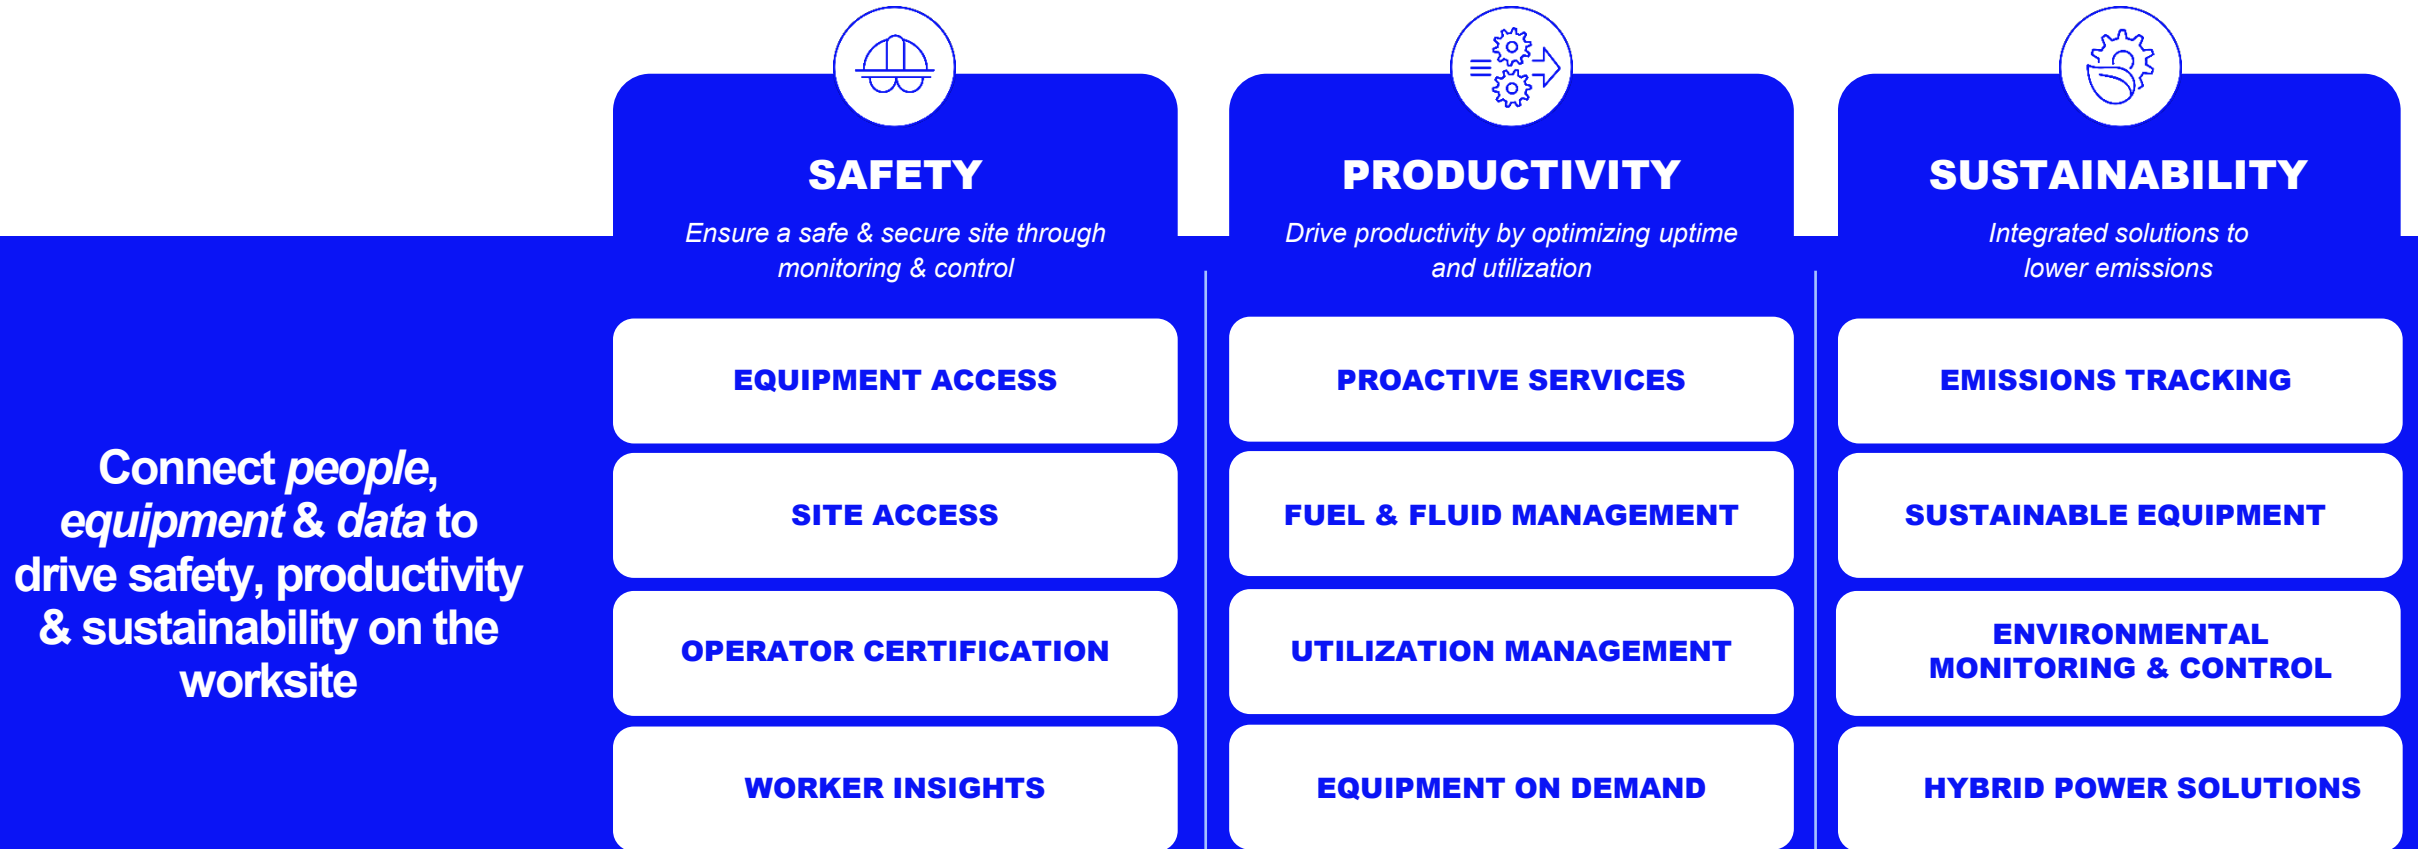 Connect people,
equipment & data to
drive safety, productivity
& sustainability on the
worksite
SAFETY
Ensure a safe & secure site through
monitoring & control
EQUIPMENT ACCESS
SITE ACCESS
OPERATOR CERTIFICATION
WORKER INSIGHTS
PRODUCTIVITY
Drive productivity by optimizing uptime
and utilization
PROACTIVE SERVICES
FUEL & FLUID MANAGEMENT
UTILIZATION MANAGEMENT
EQUIPMENT ON DEMAND
SUSTAINABILITY
Integrated solutions to
lower emissions
EMISSIONS TRACKING
SUSTAINABLE EQUIPMENT
ENVIRONMENTAL
MONITORING & CONTROL
HYBRID POWER SOLUTIONS